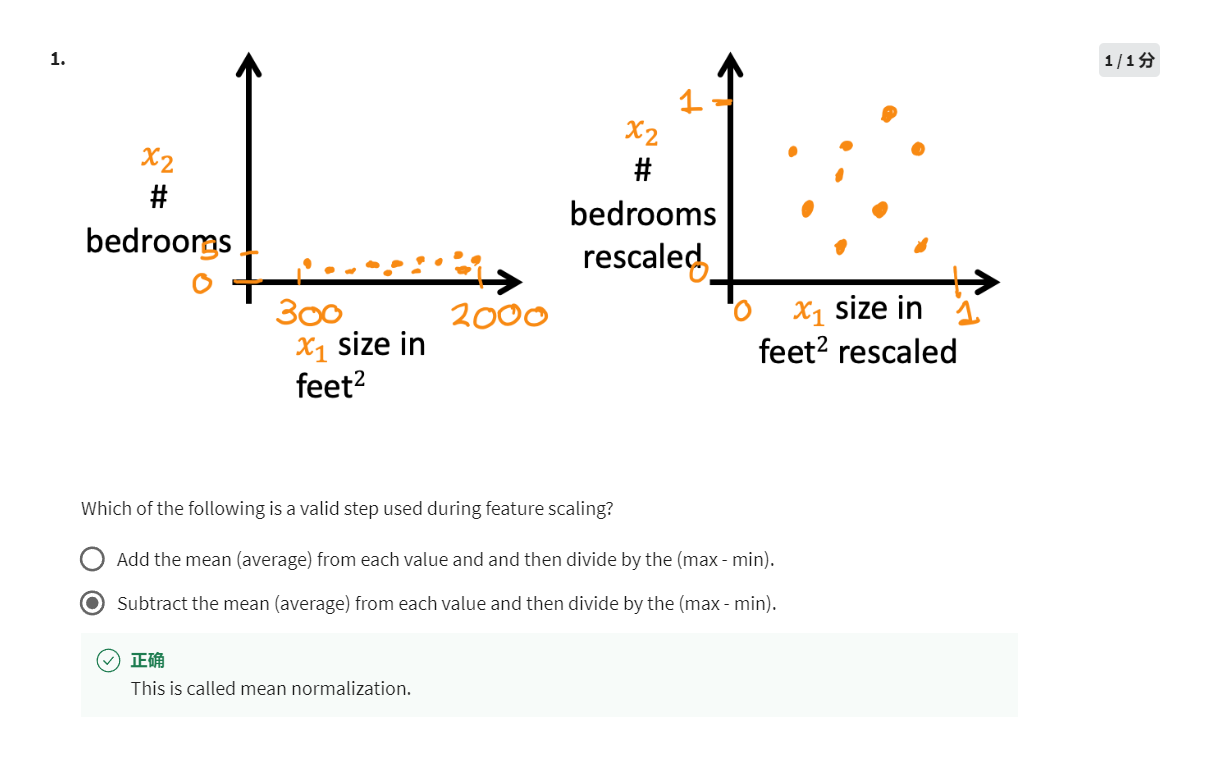 1.
1 / 1 分
x₂
#
bedrooms
5
0
300
2000
x₁ size in
feet²
1
x₂
#
bedrooms
rescaled
0
0
x₁ size in
1
feet² rescaled
Which of the following is a valid step used during feature scaling?
Add the mean (average) from each value and and then divide by the (max - min).
Subtract the mean (average) from each value and then divide by the (max - min).
正确
This is called mean normalization.